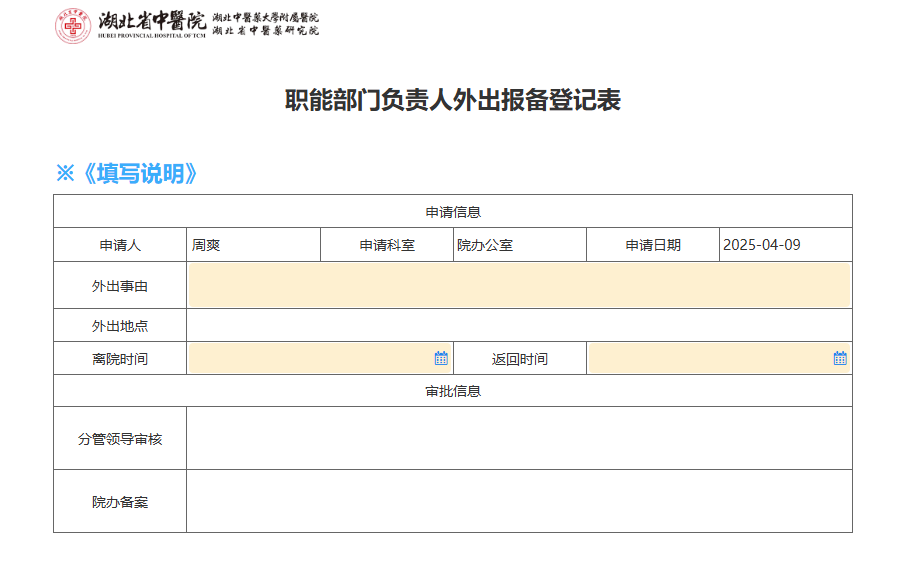 湖北省中醫院
HUBEI PROVINCIAL HOSPITAL OF TCM
湖北中醫藥大學附屬醫院
湖北省中醫藥研究院
职能部门负责人外出报备登记表
※《填写说明》
申请信息
申请人 周爽 申请科室 院办公室 申请日期 2025-04-09
外出事由
外出地点
离院时间 返回时间
审批信息
分管领导审核
院办备案